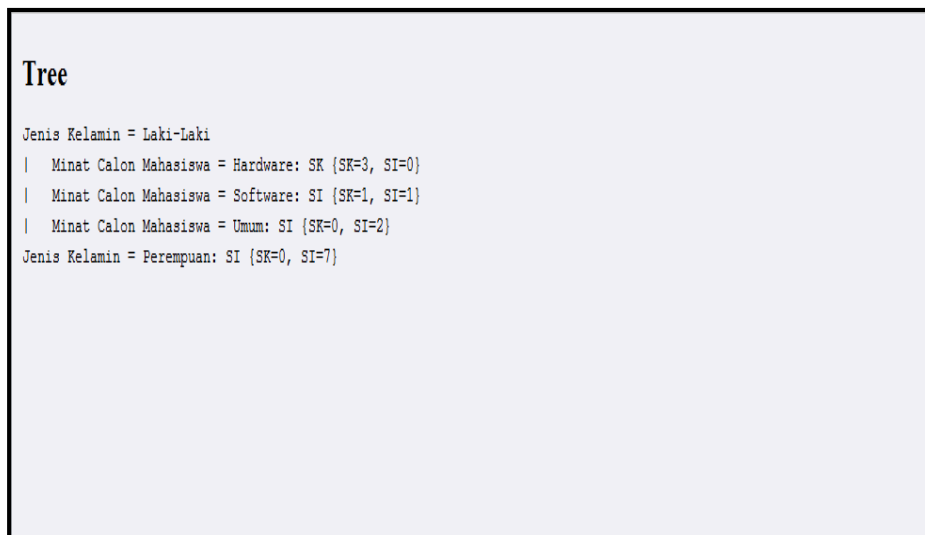 Tree
Jenis Kelamin = Laki-Laki
|   Minat Calon Mahasiswa = Hardware: SK {SK=3, SI=0}
|   Minat Calon Mahasiswa = Software: SI {SK=1, SI=1}
|   Minat Calon Mahasiswa = Umum: SI {SK=0, SI=2}
Jenis Kelamin = Perempuan: SI {SK=0, SI=7}